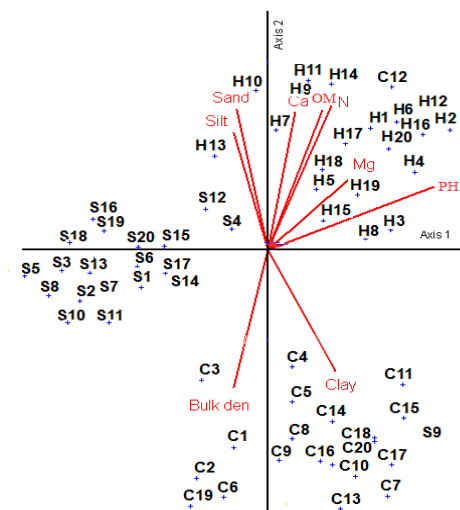 Axis 2
H11
H14
C12
H10
H9
Sand
Ca
OM
N
H12
H6
H2
H7
H1
H16
Silt
H17
H20
H13
H18
Mg
H4
H5
H19
PH
S16
S12
S19
S4
H15
H3
H8
Axis 1
S18
S20
S15
S5
S3
S13
S6
S17
S1
S14
S8
S2
S7
S10
S11
C3
C4
Clay
C11
Bulk den
C5
C14
C15
C1
C8
C18
S9
C20
C9
C16
C17
C2
C10
C19
C6
C13
C7